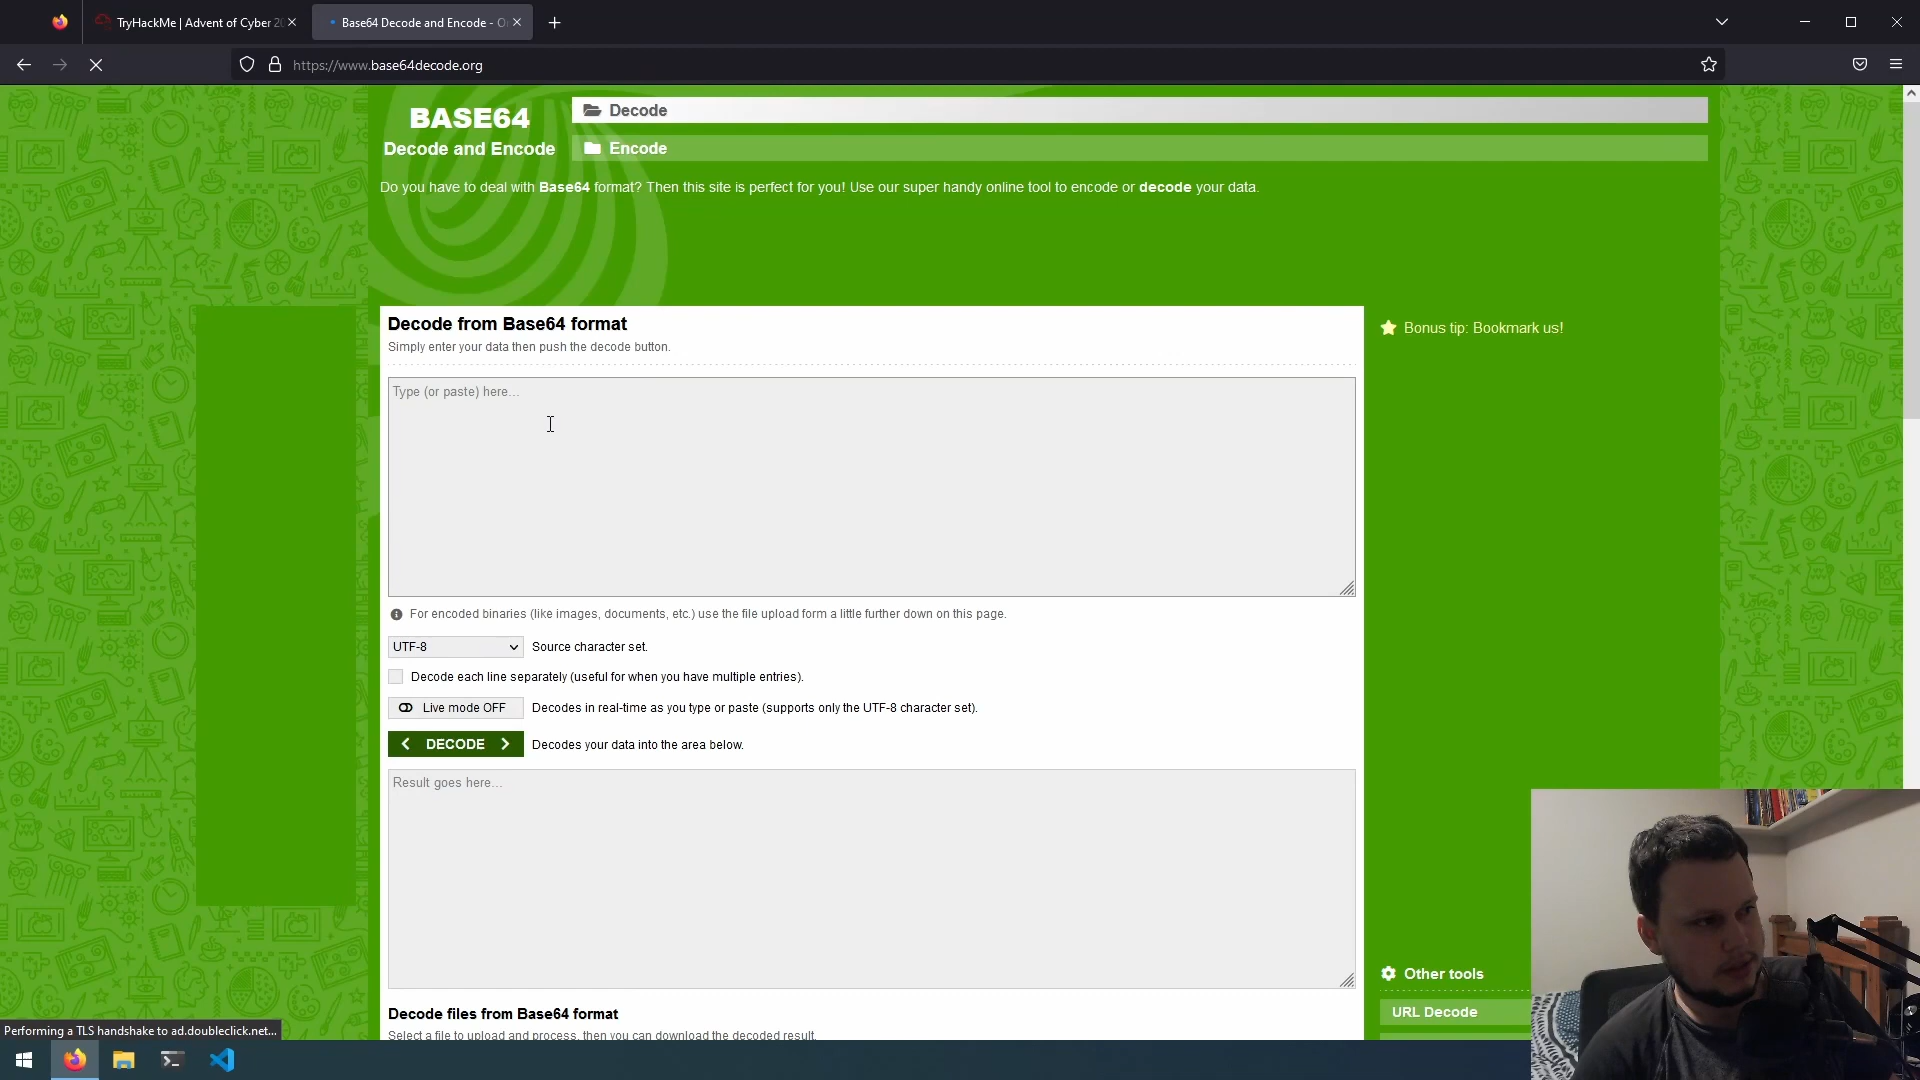 TryHackMe | Advent of Cyber 20
Base64 Decode and Encode - O
https://www.base64decode.org
BASE64
Decode and Encode
Decode
Encode
Do you have to deal with Base64 format? Then this site is perfect for you! Use our super handy online tool to encode or decode your data.
Decode from Base64 format
Simply enter your data then push the decode button.
Bonus tip: Bookmark us!
Type (or paste) here...
For encoded binaries (like images, documents, etc.) use the file upload form a little further down on this page.
UTF-8
Source character set.
Decode each line separately (useful for when you have multiple entries).
Live mode OFF
Decodes in real-time as you type or paste (supports only the UTF-8 character set).
DECODE
Decodes your data into the area below.
Result goes here...
Other tools
URL Decode
Decode files from Base64 format
Select a file to upload and process, then you can download the decoded result.
Performing a TLS handshake to ad.doubleclick.net...